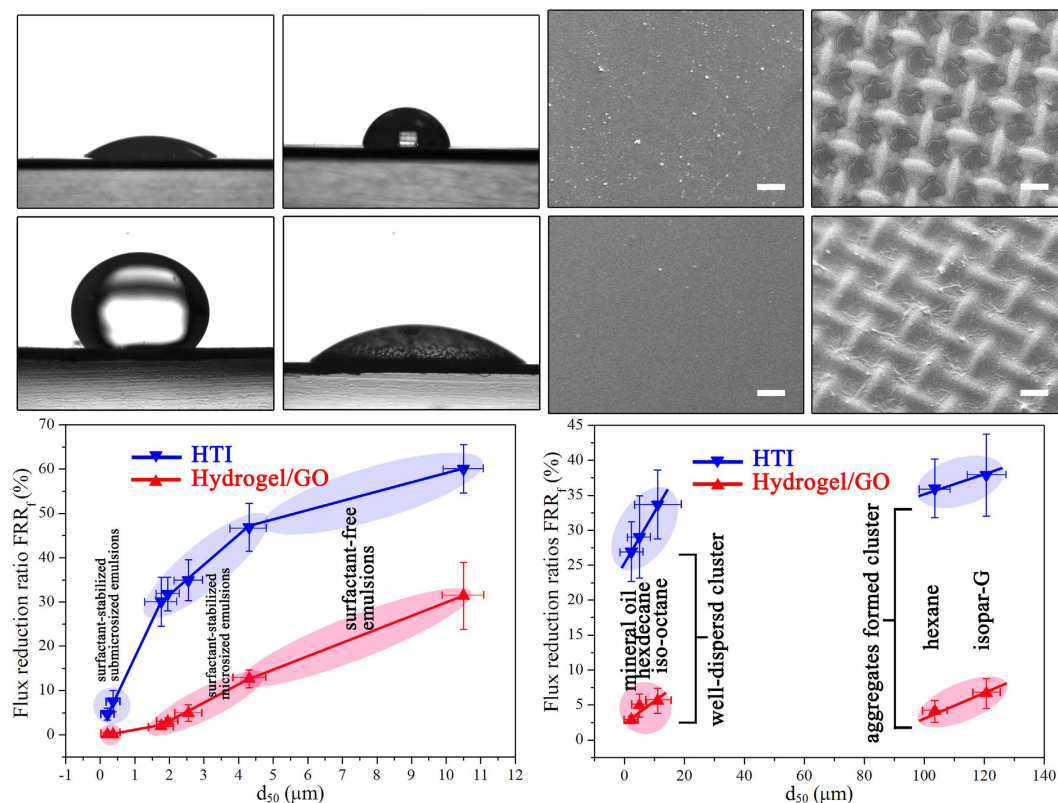 70
60
50
40
30
20
10
0
Flux reduction ratio FRRf (%)
HTI
Hydrogel/GO
surfactant-stabilized
submicrosized emulsions
surfactant-stabilized
microsized emulsions
surfactant-free
emulsions
-1 0 1 2 3 4 5 6 7 8 9 10 11 12
d50 (μm)
45
40
35
30
25
20
15
10
5
0
Flux reduction ratios FRRf (%)
HTI
Hydrogel/GO
mineral oil
hexdecane
iso-octane
well-dispersd cluster
aggregates formed cluster
hexane
isopar-G
0 20 40 60 80 100 120 140
d50 (μm)